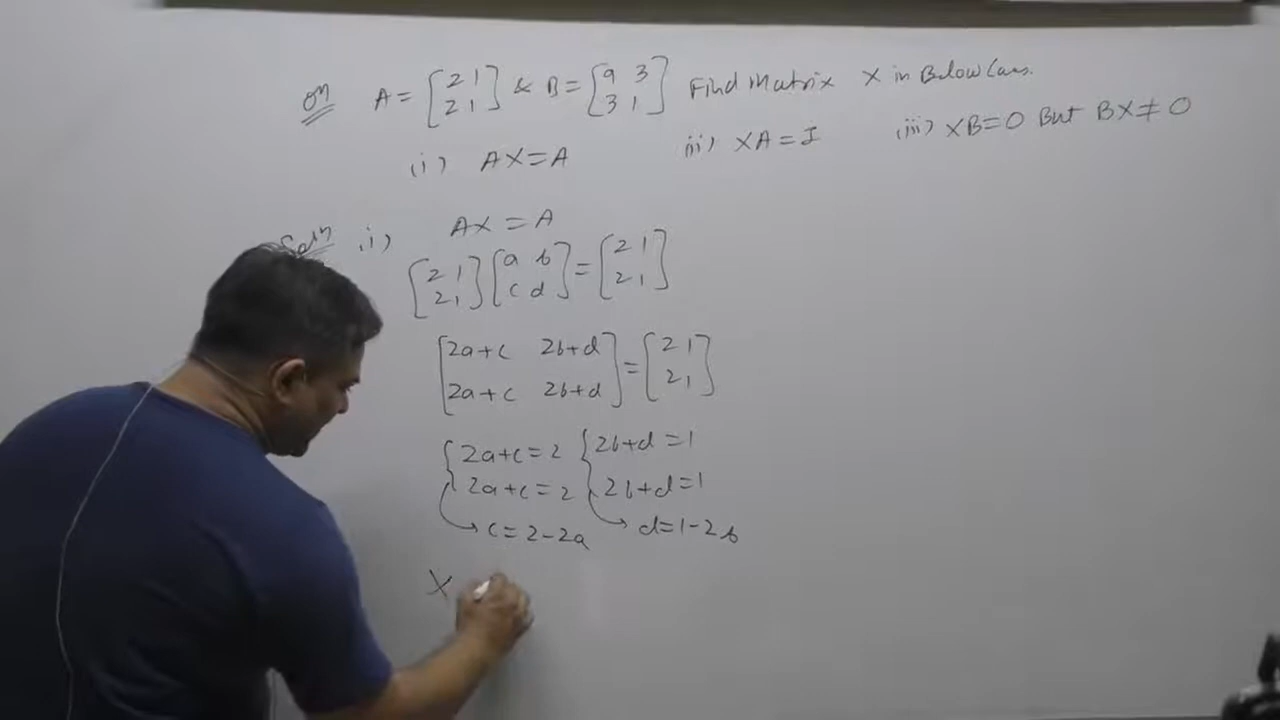 Qn A = [2 1 2 1] & B = [9 3 3 1] Find Matrix X in Below Cases.
(i) AX = A (ii) XA = I (iii) XB = 0 But BX ≠ 0
Soln (i) AX = A
[2 1 2 1] [a b c d] = [2 1 2 1]
[2a+c 2b+d 2a+c 2b+d] = [2 1 2 1]
{2a+c = 2 {2b+d = 1
2a+c = 2 2b+d = 1
→ c = 2-2a → d = 1-2b
X